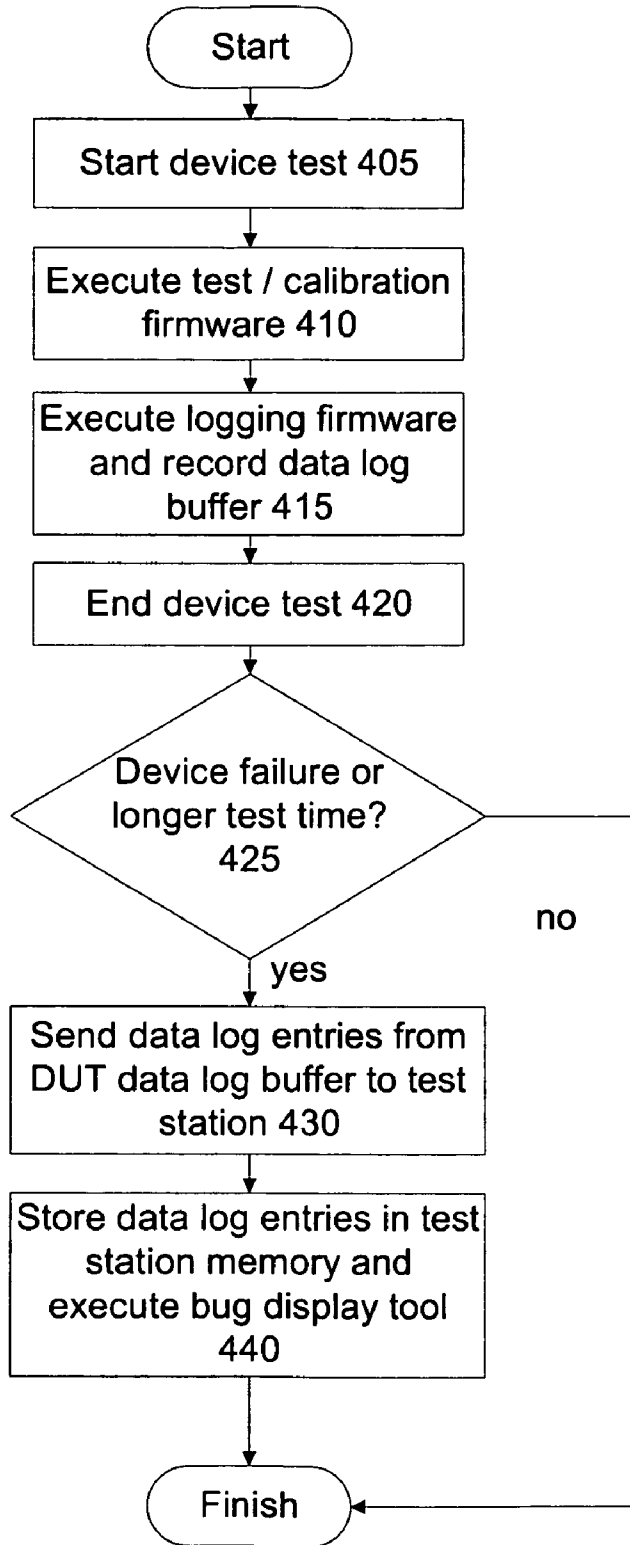 Start
Start device test 405
Execute test / calibration
firmware 410
Execute logging firmware
and record data log
buffer 415
End device test 420
Device failure or
longer test time?
425
no
yes
Send data log entries from
DUT data log buffer to test
station 430
Store data log entries in test
station memory and
execute bug display tool
440
Finish